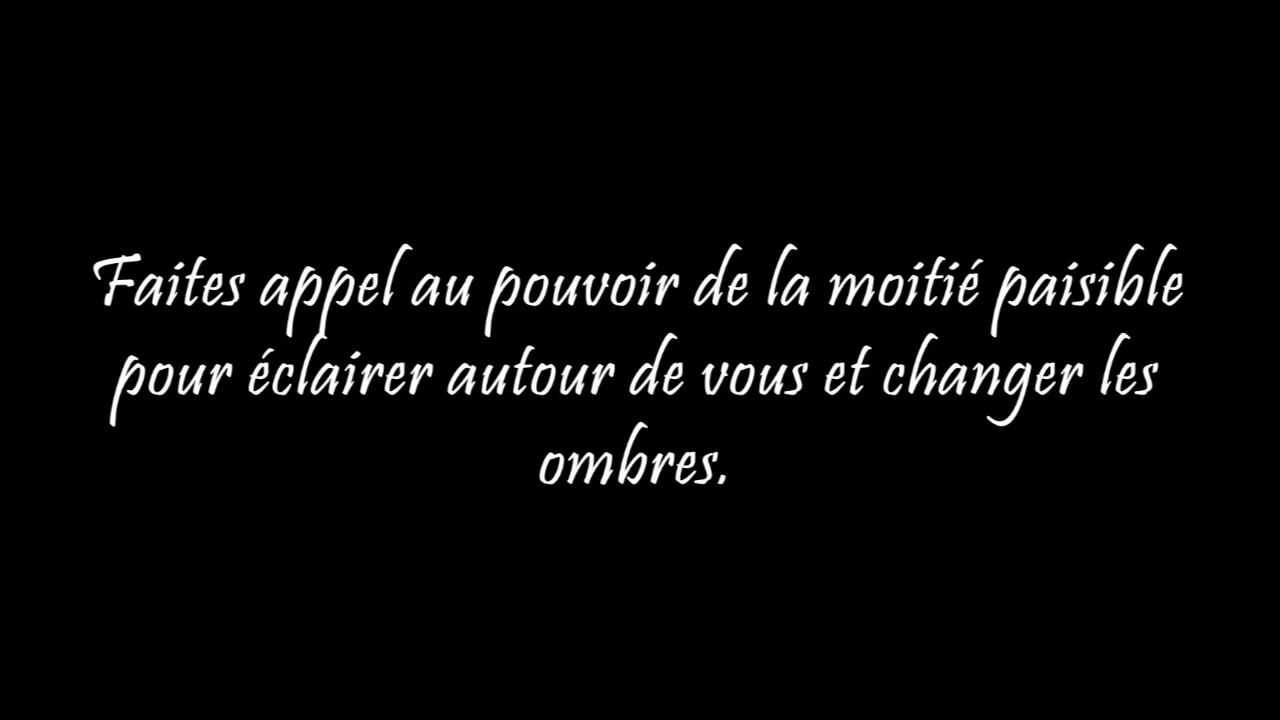 Faites appel au pouvoir de la moitié paisible
pour éclairer autour de vous et changer les
ombres.